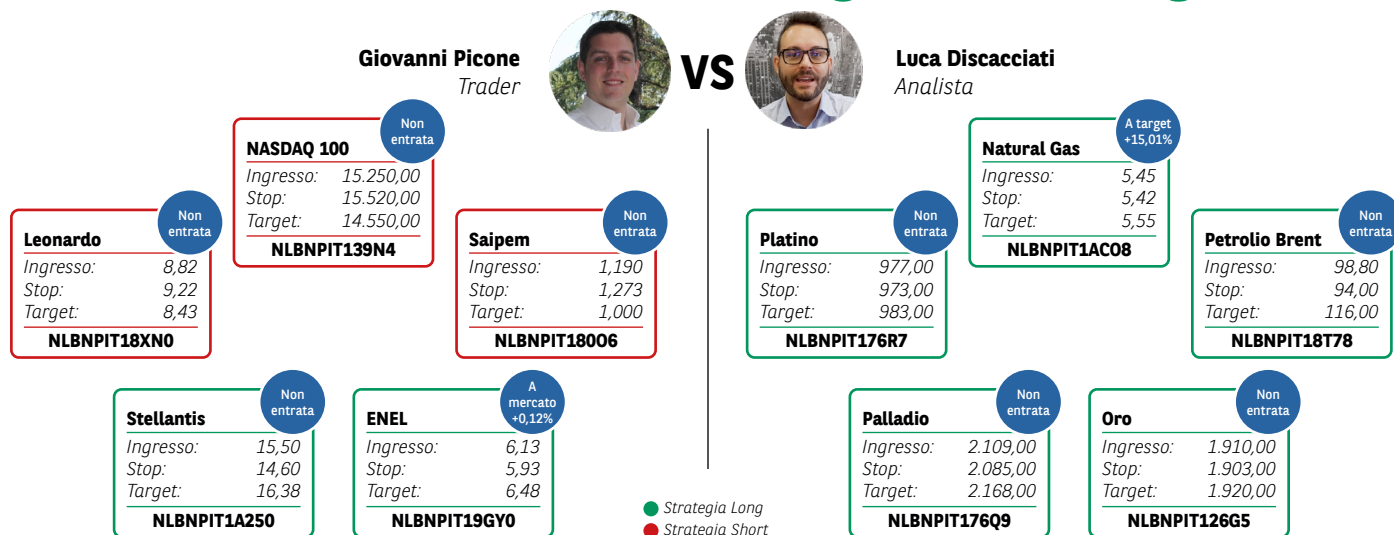 Giovanni Picone
Trader
VS
Luca Discacciati
Analista
NASDAQ 100
Non entrata
Ingresso: 15.250,00
Stop: 15.520,00
Target: 14.550,00
NLBNPIT139N4
Leonardo
Non entrata
Ingresso: 8,82
Stop: 9,22
Target: 8,43
NLBNPIT18XN0
Saipem
Non entrata
Ingresso: 1,190
Stop: 1,273
Target: 1,000
NLBNPIT180O6
Stellantis
Non entrata
Ingresso: 15,50
Stop: 14,60
Target: 16,38
NLBNPIT1A250
ENEL
A mercato +0,12%
Ingresso: 6,13
Stop: 5,93
Target: 6,48
NLBNPIT19GY0
Natural Gas
A target +15,01%
Ingresso: 5,45
Stop: 5,42
Target: 5,55
NLBNPIT1ACO8
Platino
Non entrata
Ingresso: 977,00
Stop: 973,00
Target: 983,00
NLBNPIT176R7
Petrolio Brent
Non entrata
Ingresso: 98,80
Stop: 94,00
Target: 116,00
NLBNPIT18T78
Palladio
Non entrata
Ingresso: 2.109,00
Stop: 2.085,00
Target: 2.168,00
NLBNPIT176Q9
Oro
Non entrata
Ingresso: 1.910,00
Stop: 1.903,00
Target: 1.920,00
NLBNPIT126G5
Strategia Long
Strategia Short